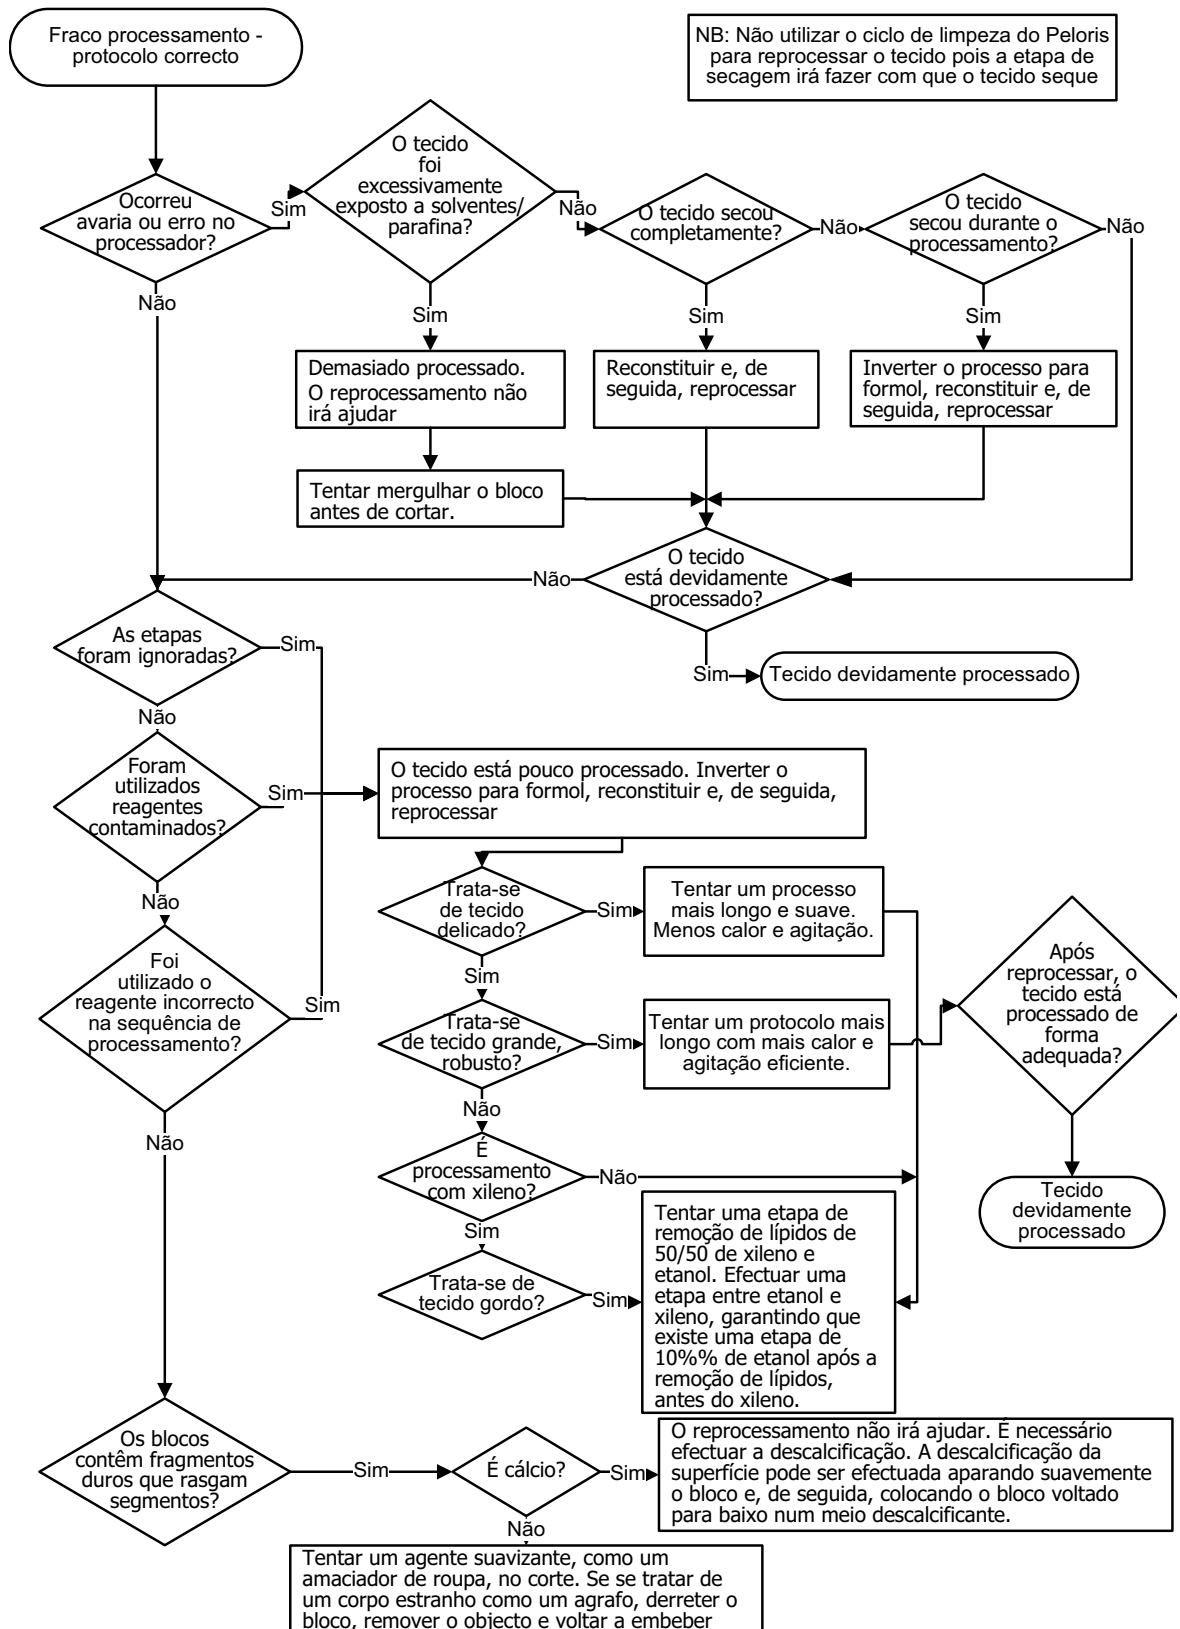 Fraco processamento -
protocolo correcto
NB: Não utilizar o ciclo de limpeza do Peloris
para reprocessar o tecido pois a etapa de
secagem irá fazer com que o tecido seque
O tecido
foi
excessivamente
exposto a solventes/
parafina?
Ocorreu
avaria ou erro no
processador?
Sim
Não
O tecido secou
completamente?
Não
O tecido
secou durante o
processamento?
Não
Não
Sim
Sim
Sim
Demasiado processado.
O reprocessamento não
irá ajudar
Reconstituir e, de
seguida, reprocessar
Inverter o processo para
formol, reconstituir e, de
seguida, reprocessar
Tentar mergulhar o bloco
antes de cortar.
O tecido
está devidamente
processado?
Não
Sim
Tecido devidamente processado
As etapas
foram ignoradas?
Sim
Não
Foram
utilizados
reagentes
contaminados?
Sim
O tecido está pouco processado. Inverter o
processo para formol, reconstituir e, de seguida,
reprocessar
Não
Foi
utilizado o
reagente incorrecto
na sequência de
processamento?
Sim
Não
Trata-se
de tecido
delicado?
Sim
Tentar um processo
mais longo e suave.
Menos calor e agitação.
Sim
Trata-se
de tecido grande,
robusto?
Sim
Tentar um protocolo mais
longo com mais calor e
agitação eficiente.
Após
reprocessar, o
tecido está
processado de
forma
adequada?
Não
É
processamento
com xileno?
Não
Tecido
devidamente
processado
Sim
Trata-se de
tecido gordo?
Sim
Tentar uma etapa de
remoção de lípidos de
50/50 de xileno e
etanol. Efectuar uma
etapa entre etanol e
xileno, garantindo que
existe uma etapa de
10%% de etanol após a
remoção de lípidos,
antes do xileno.
Os blocos
contêm fragmentos
duros que rasgam
segmentos?
Sim
É cálcio?
Sim
O reprocessamento não irá ajudar. É necessário
efectuar a descalcificação. A descalcificação da
superfície pode ser efectuada aparando suavemente
o bloco e, de seguida, colocando o bloco voltado
para baixo num meio descalcificante.
Não
Tentar um agente suavizante, como um
amaciador de roupa, no corte. Se se tratar de
um corpo estranho como um agrafo, derreter o
bloco, remover o objecto e voltar a embeber